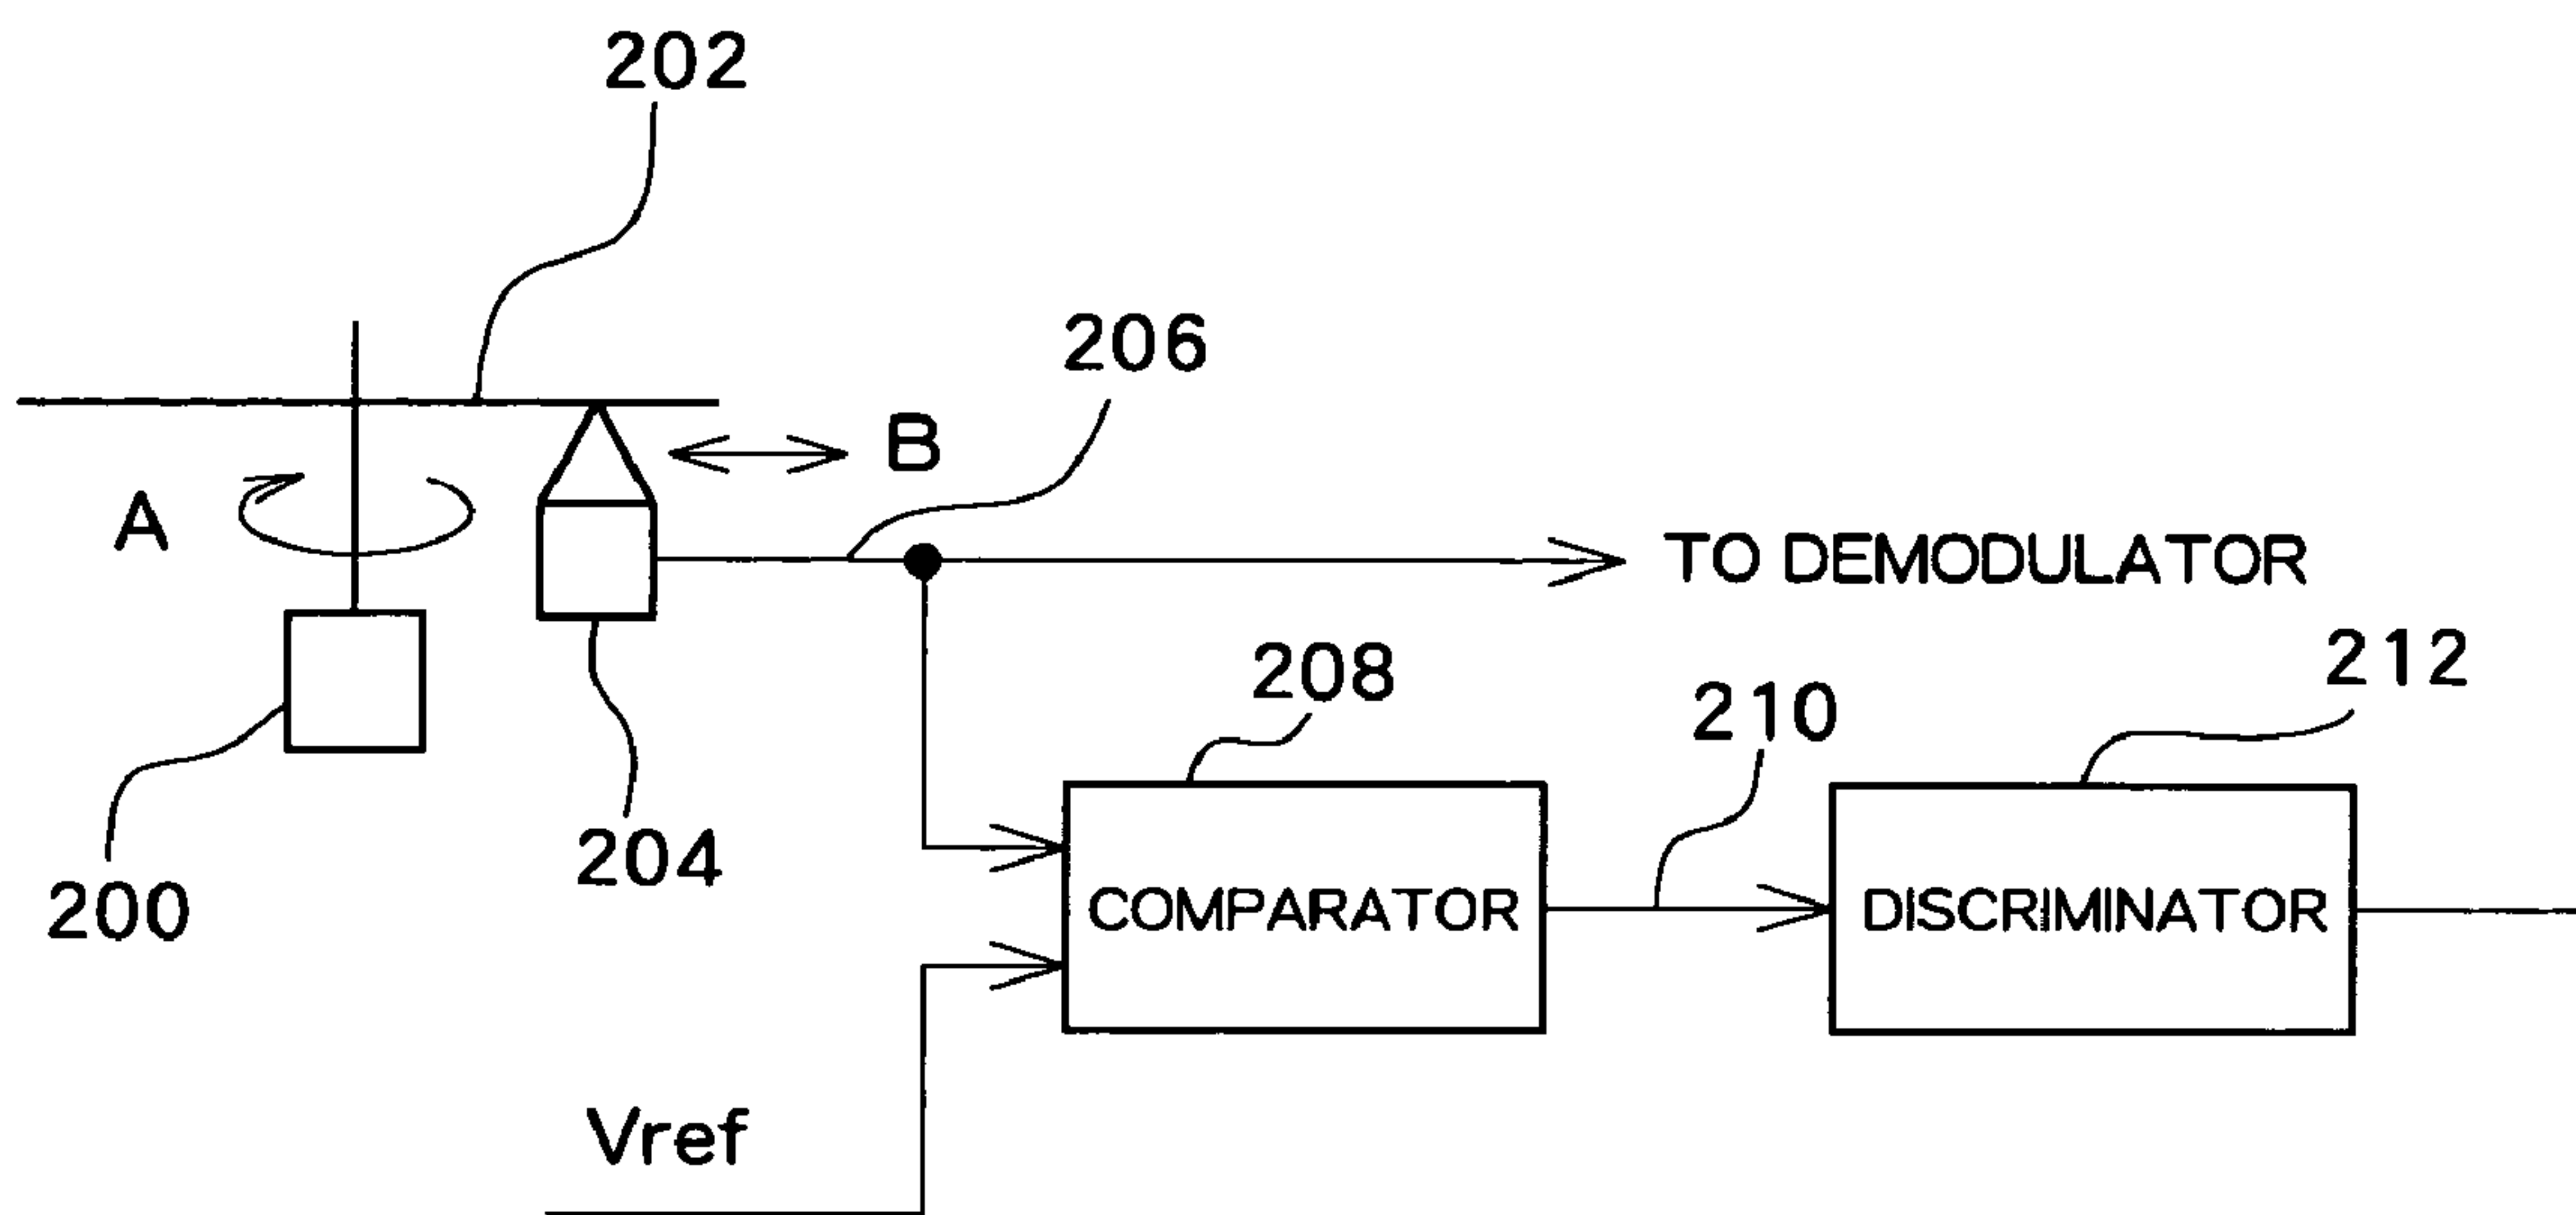 202
206
B
A
TO DEMODULATOR
208
210
212
204
200
COMPARATOR
DISCRIMINATOR
Vref